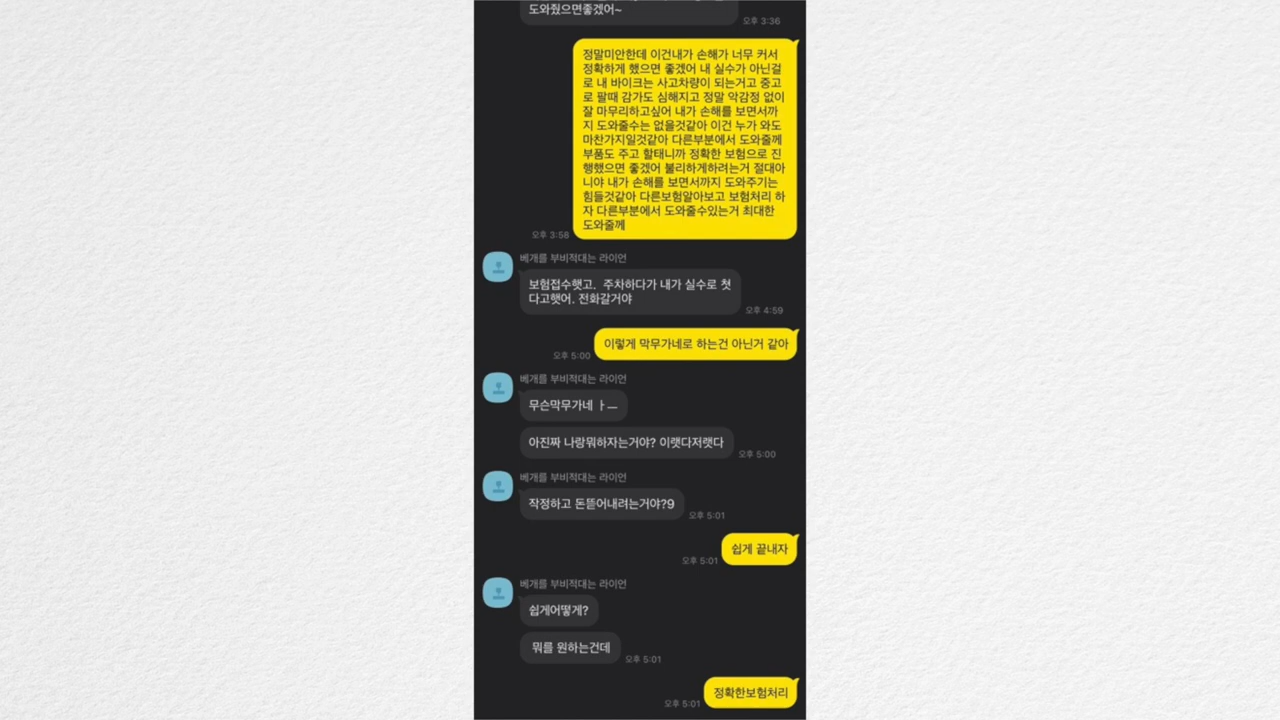 도와줬으면좋겠어~
오후 3:36
정말미안한데 이건내가 손해가 너무 커서
정확하게 했으면 좋겠어 내 실수가 아닌걸
로 내 바이크는 사고차량이 되는거고 중고
로 팔때 감가도 심해지고 정말 악감정 없이
잘 마무리하고싶어 내가 손해를 보면서까
지 도와줄수는 없을것같아 이건 누가 와도
마찬가지일것같아 다른부분에서 도와줄께
부품도 주고 할태니까 정확한 보험으로 진
행했으면 좋겠어 불리하게하려는거 절대아
니야 내가 손해를 보면서까지 도와주기는
힘들것같아 다른보험알아보고 보험처리 하
자 다른부분에서 도와줄수있는거 최대한
도와줄께
오후 3:58
베개를 부비적대는 라이언
보험접수햇고. 주차하다가 내가 실수로 첫
다고햇어. 전화갈거야
오후 4:59
이렇게 막무가네로 하는건 아닌거 같아
오후 5:00
베개를 부비적대는 라이언
무슨막무가네 ㅏㅡ
아진짜 나랑뭐하자는거야? 이랫다저랫다
오후 5:00
베개를 부비적대는 라이언
작정하고 돈뜯어내려는거야?9
오후 5:01
쉽게 끝내자
오후 5:01
베개를 부비적대는 라이언
쉽게어떻게?
뭐를 원하는건데
오후 5:01
정확한보험처리
오후 5:01